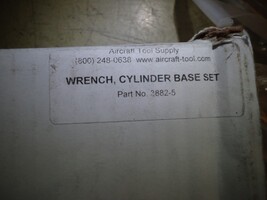 Aircraft Tool Supply
(800) 248-0638 www.aircraft-tool.com
WRENCH, CYLINDER BASE SET
Part No. 3882-5